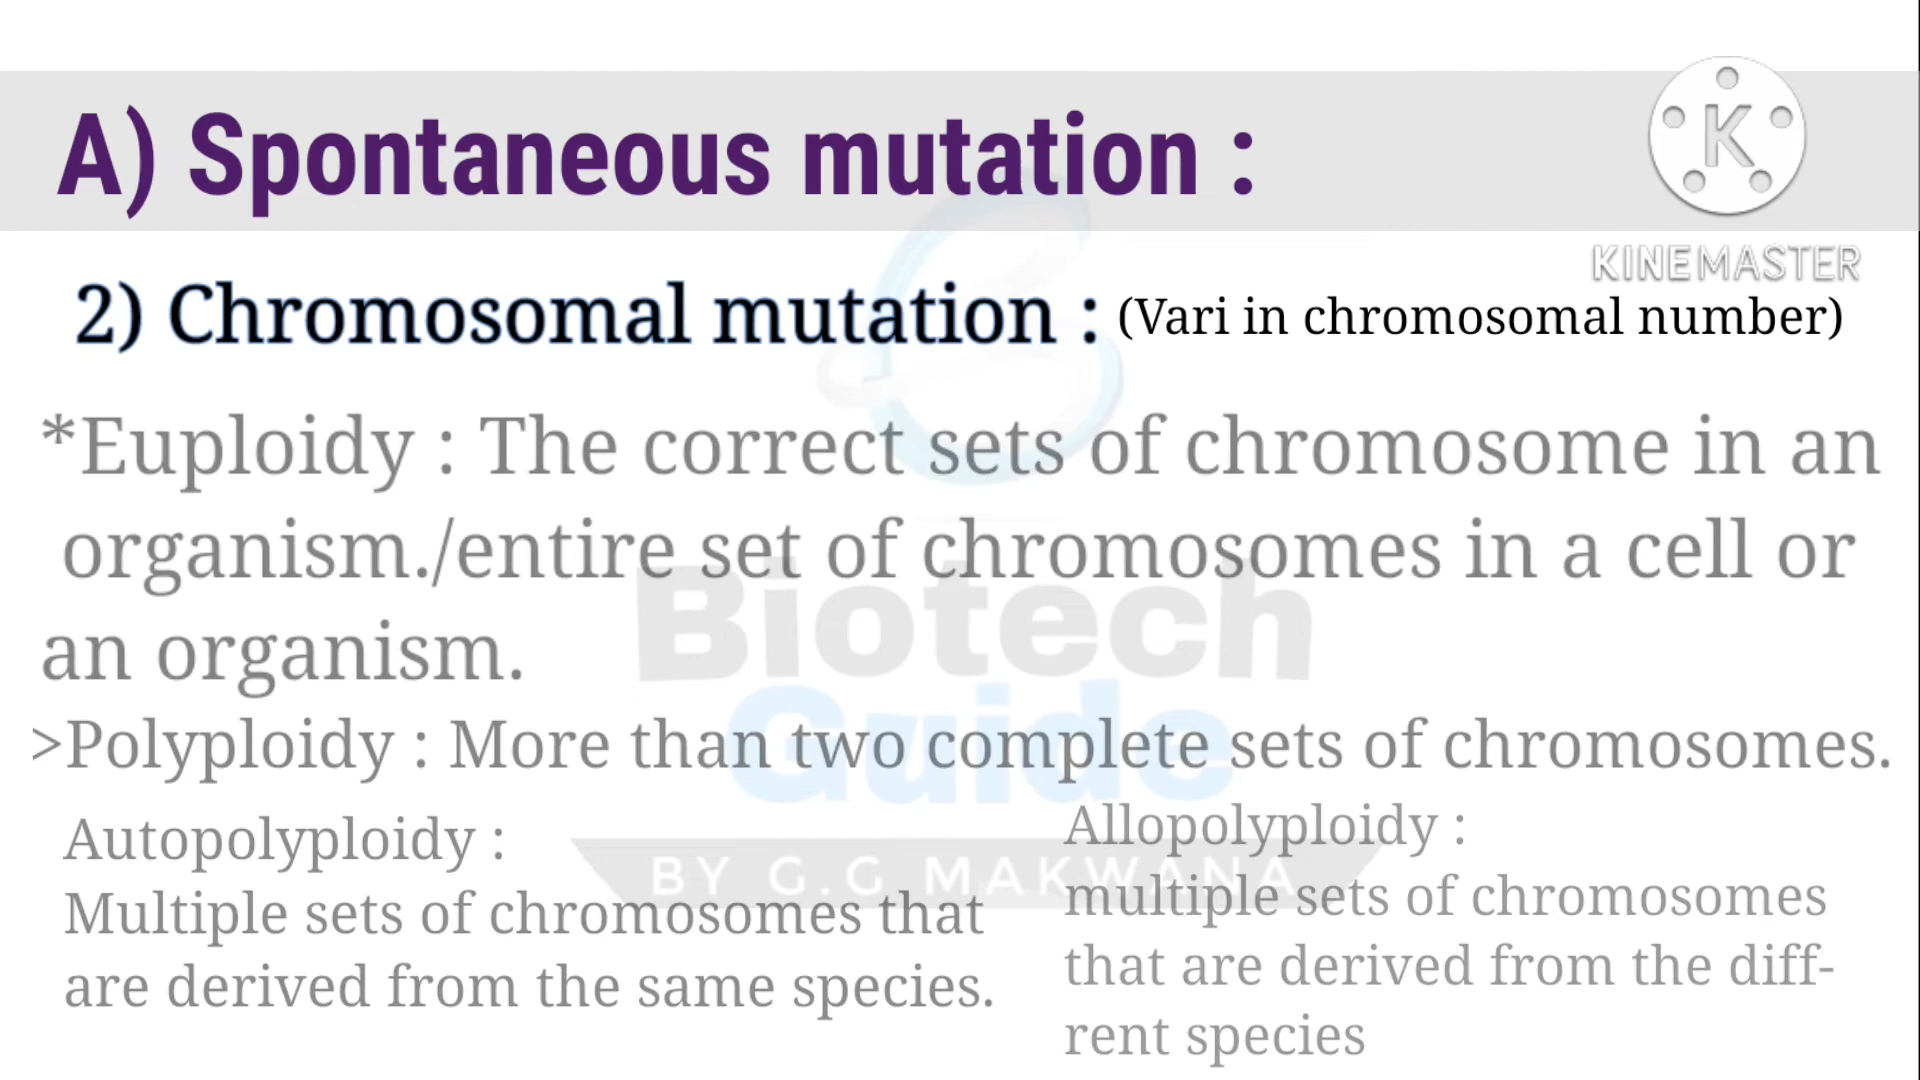 A) Spontaneous mutation :
K
KINEMASTER
2) Chromosomal mutation : (Vari in chromosomal number)
*Euploidy : The correct sets of chromosome in an
organism./entire set of chromosomes in a cell or
an organism.
>Polyploidy : More than two complete sets of chromosomes.
Autopolyploidy :
Multiple sets of chromosomes that
are derived from the same species.
Allopolyploidy :
multiple sets of chromosomes
that are derived from the diff-
rent species
Biotech
Guide
BY G.G MAKWANA